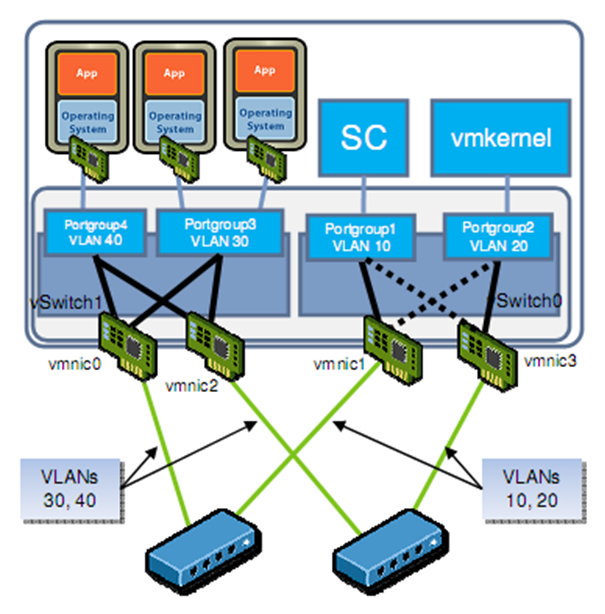 App
App
App
Operating
System
Operating
System
Operating
System
SC
vmkernel
Portgroup4
VLAN 40
Portgroup3
VLAN 30
Portgroup1
VLAN 10
Portgroup2
VLAN 20
vSwitch1
vSwitch0
vmnic0
vmnic2
vmnic1
vmnic3
VLANs
30, 40
VLANs
10, 20